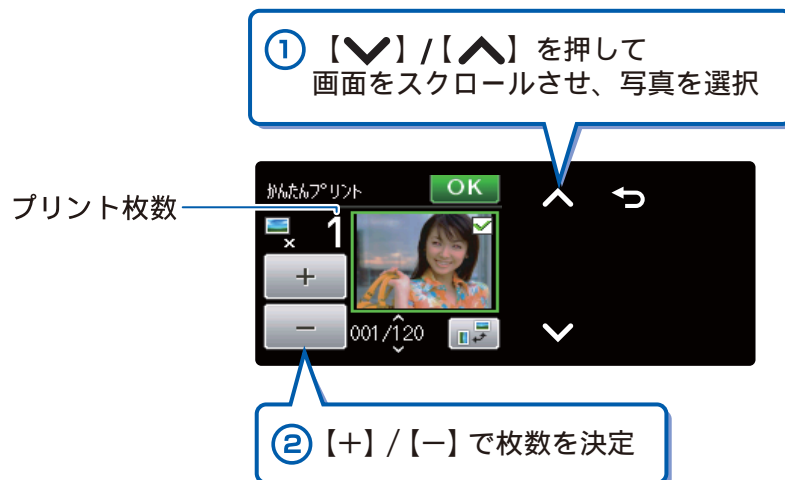 ① 【∨】/【∧】を押して
画面をスクロールさせ、写真を選択
プリント枚数
かんたんプリント
OK
× 1
+
−
001/120
② 【+】/【−】で枚数を決定